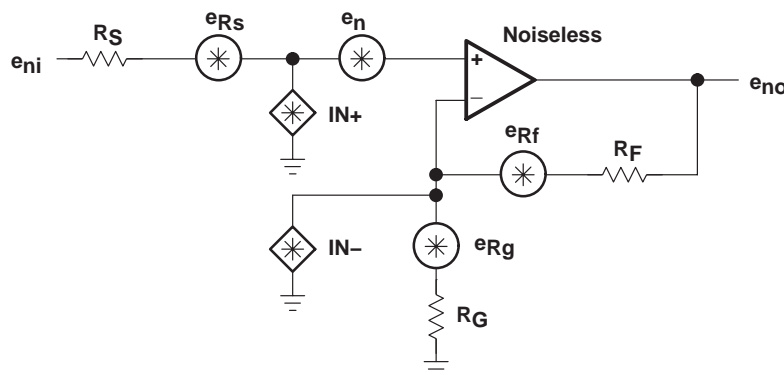 eRs
en
Noiseless
RS
eni
+
−
eno
IN+
eRf
RF
IN−
eRg
RG